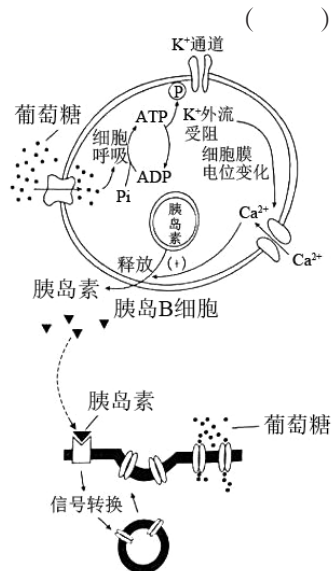 (　　)
K⁺通道
P
葡萄糖
细胞
呼吸
ATP
K⁺外流
受阻
细胞膜
电位变化
ADP
Pi
胰
岛
素
Ca²⁺
Ca²⁺
释放
(+)
胰岛素
胰岛B细胞
胰岛素
葡萄糖
信号转换